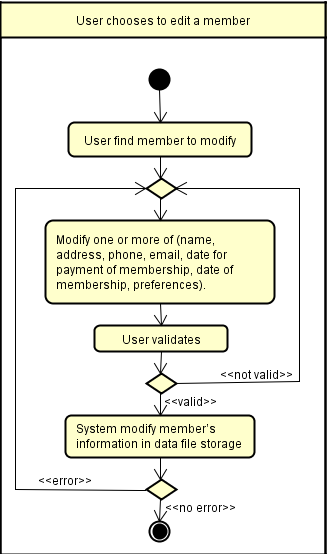 User chooses to edit a member
User find member to modify
Modify one or more of (name,
address, phone, email, date for
payment of membership, date of
membership, preferences).
User validates
<<not valid>>
<<valid>>
System modify member's
information in data file storage
<<error>>
<<no error>>